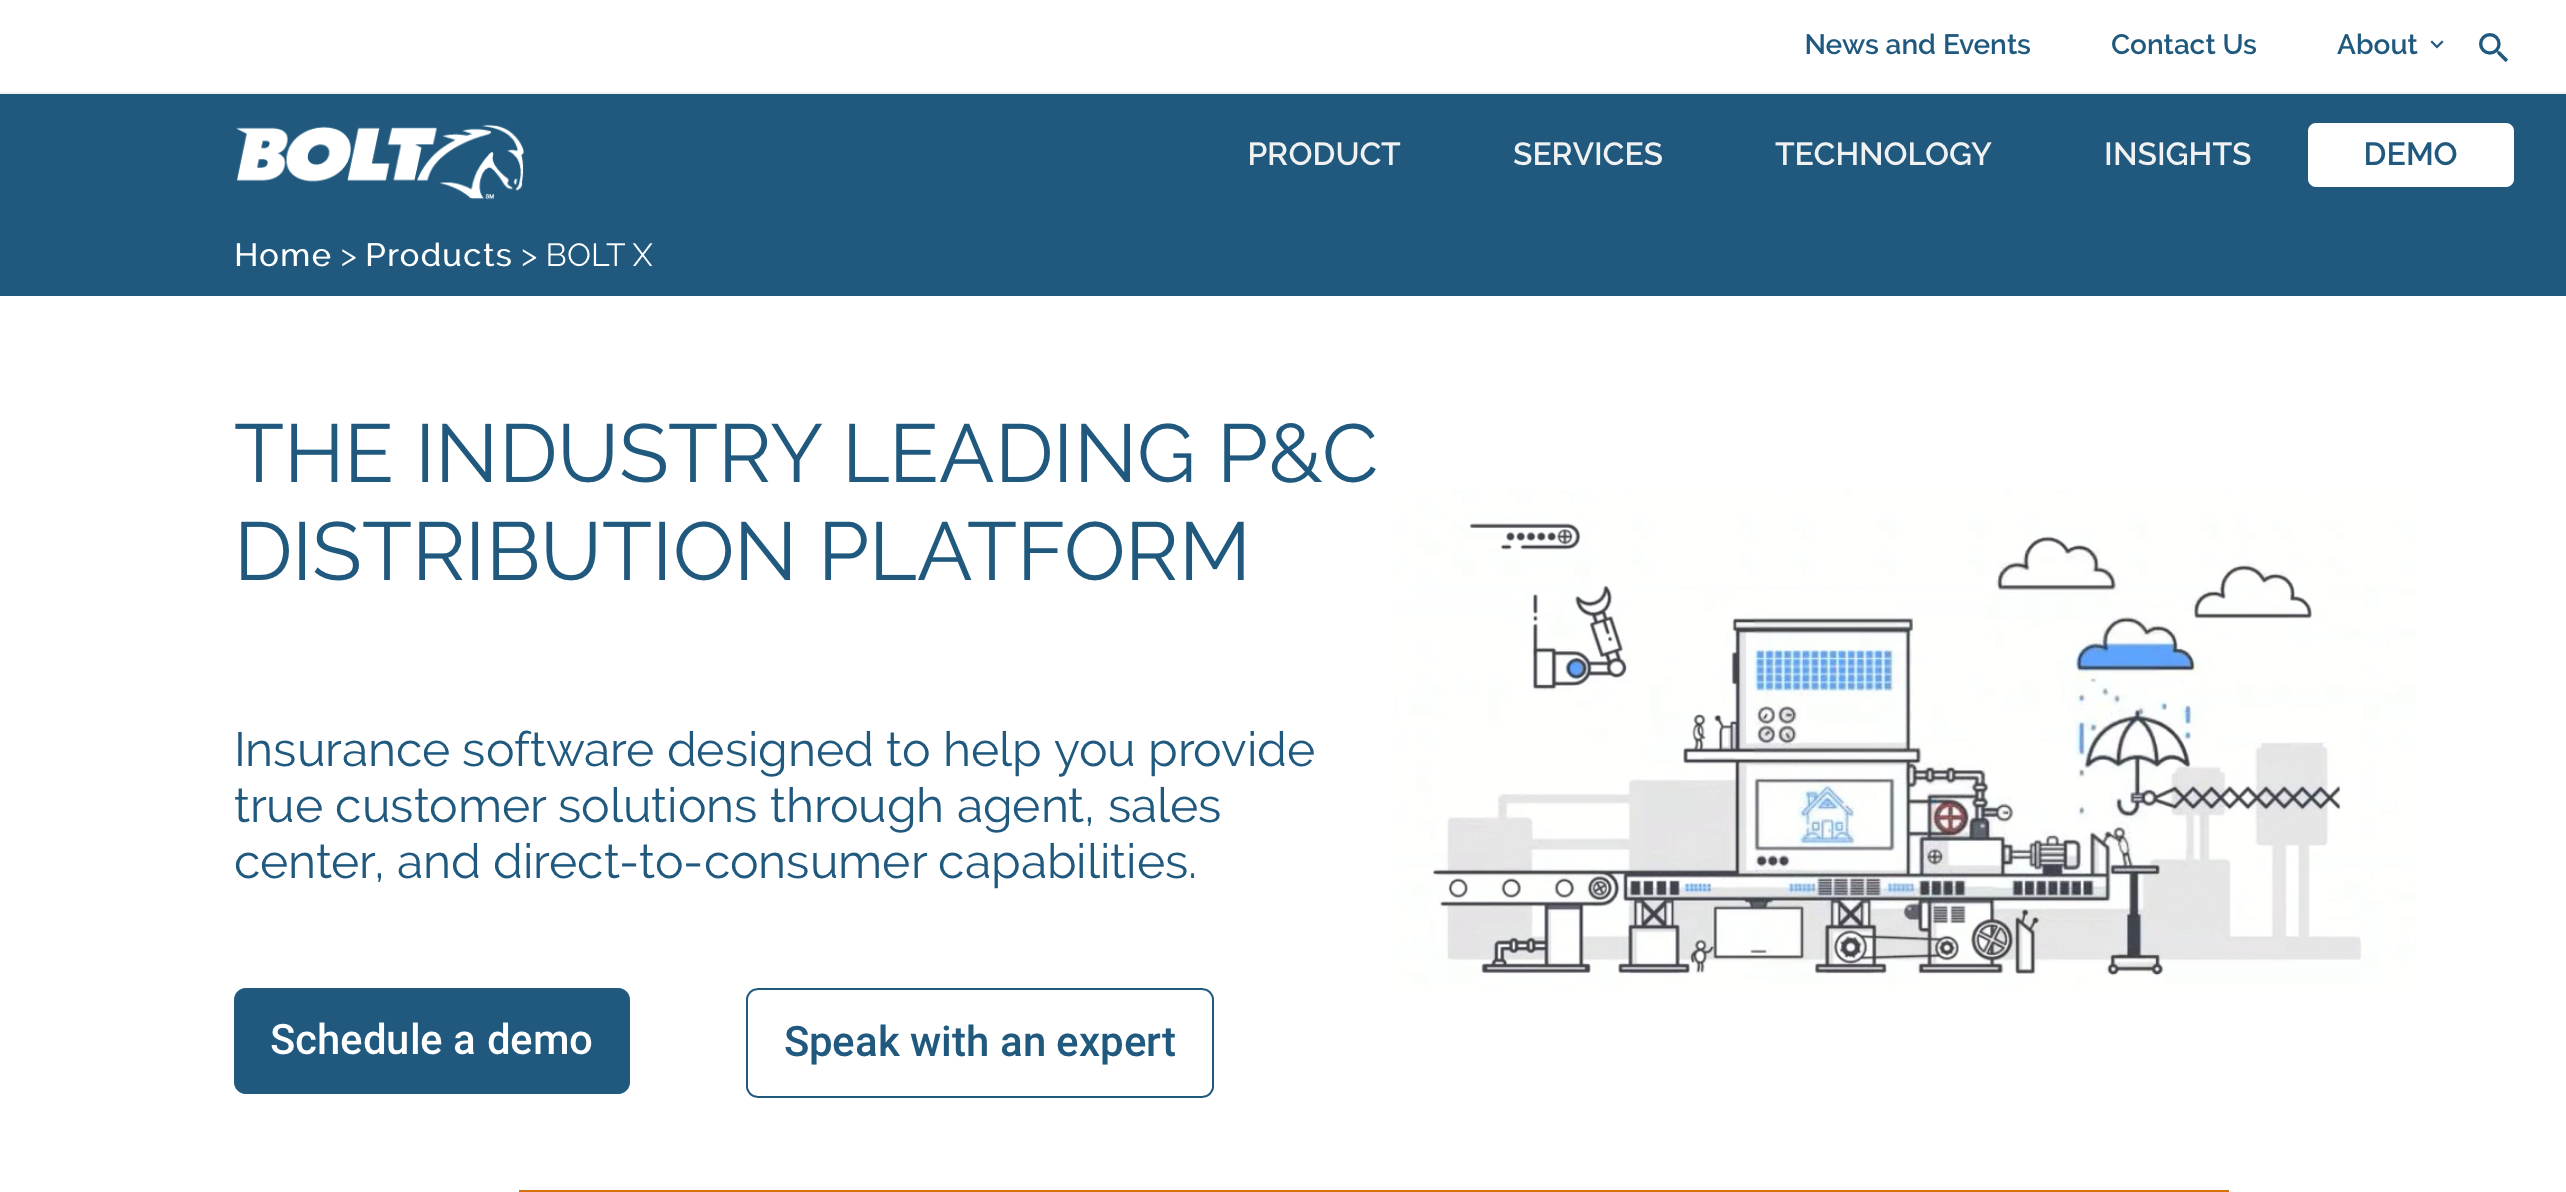 News and Events Contact Us About
BOLT SM
PRODUCT SERVICES TECHNOLOGY INSIGHTS DEMO
Home > Products > BOLT X
THE INDUSTRY LEADING P&C
DISTRIBUTION PLATFORM
Insurance software designed to help you provide
true customer solutions through agent, sales
center, and direct-to-consumer capabilities.
Schedule a demo
Speak with an expert